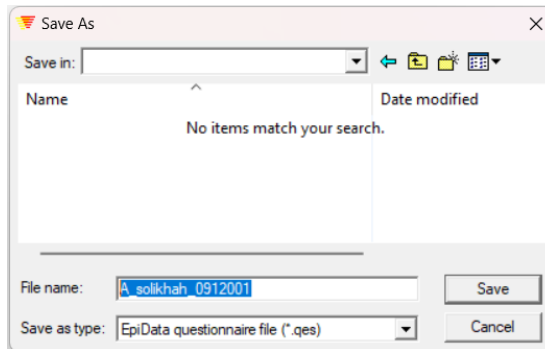 Save As
Save in:
Name Date modified
No items match your search.
File name: A_solikhah_0912001 Save
Save as type: EpiData questionnaire file (*.qes) Cancel